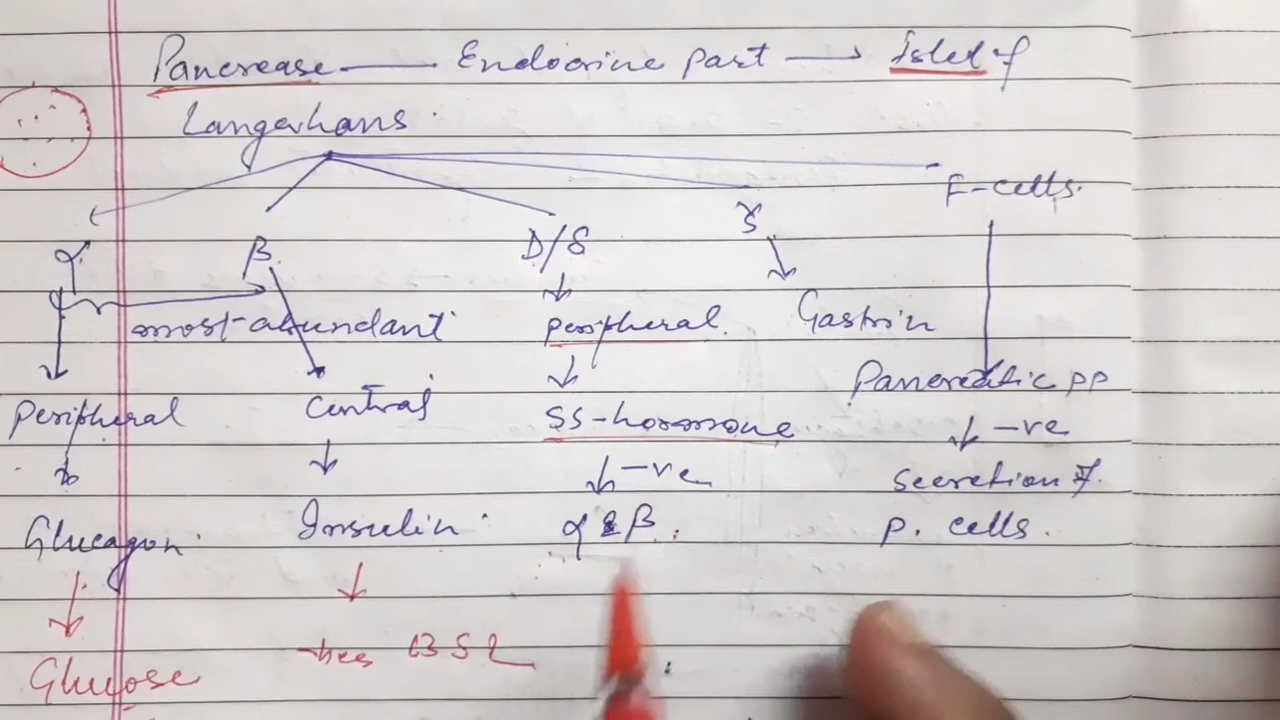 Pancrease — Endocrine part → Islet of
Langerhans
α β D/δ γ F-cells.
most-abundant peripheral. Gastrin
Peripheral Central SS-hormone Pancreatic PP
-ve -ve
Glucagon Insulin α & β secretion of
P. cells.
Glucose BSL